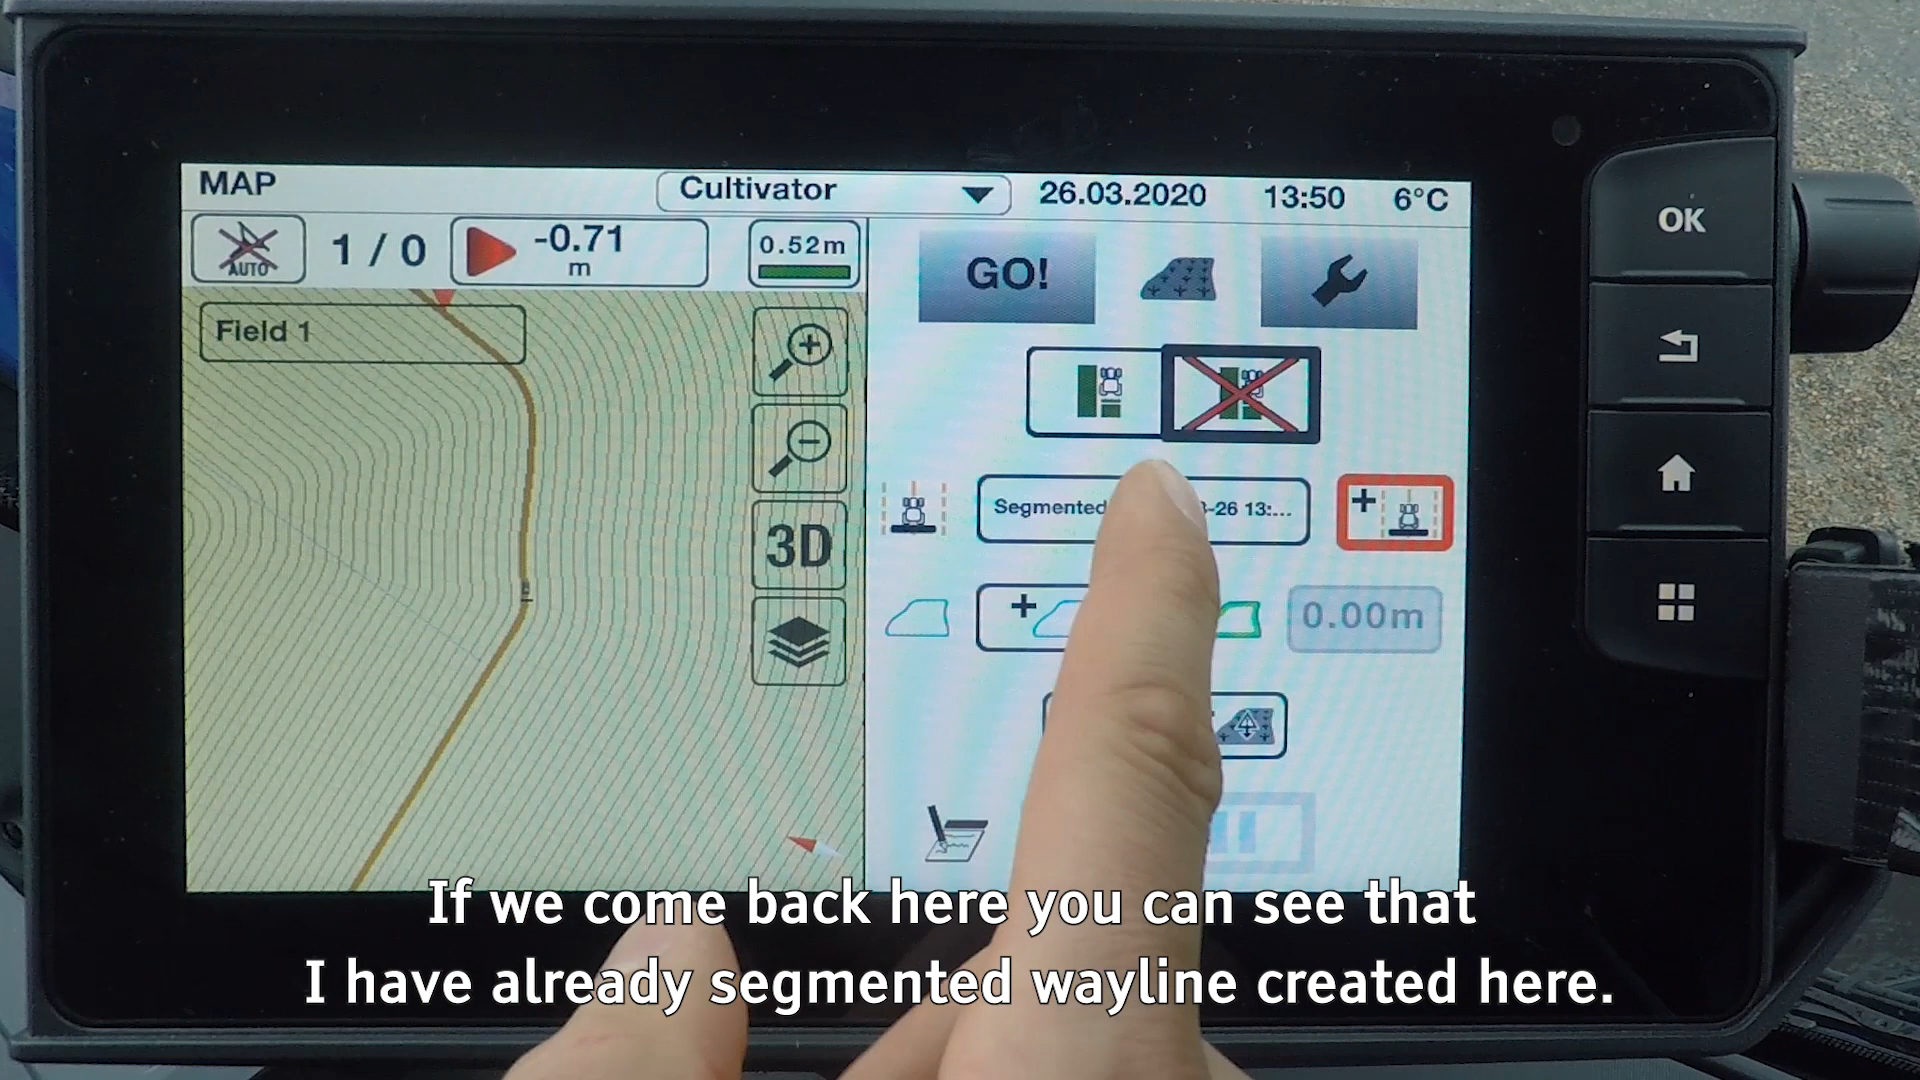 MAP
Cultivator
26.03.2020
13:50
6°C
AUTO
1 / 0
-0.71
m
0.52m
GO!
Field 1
Segmented
-26 13:...
3D
0.00m
OK
If we come back here you can see that
I have already segmented wayline created here.